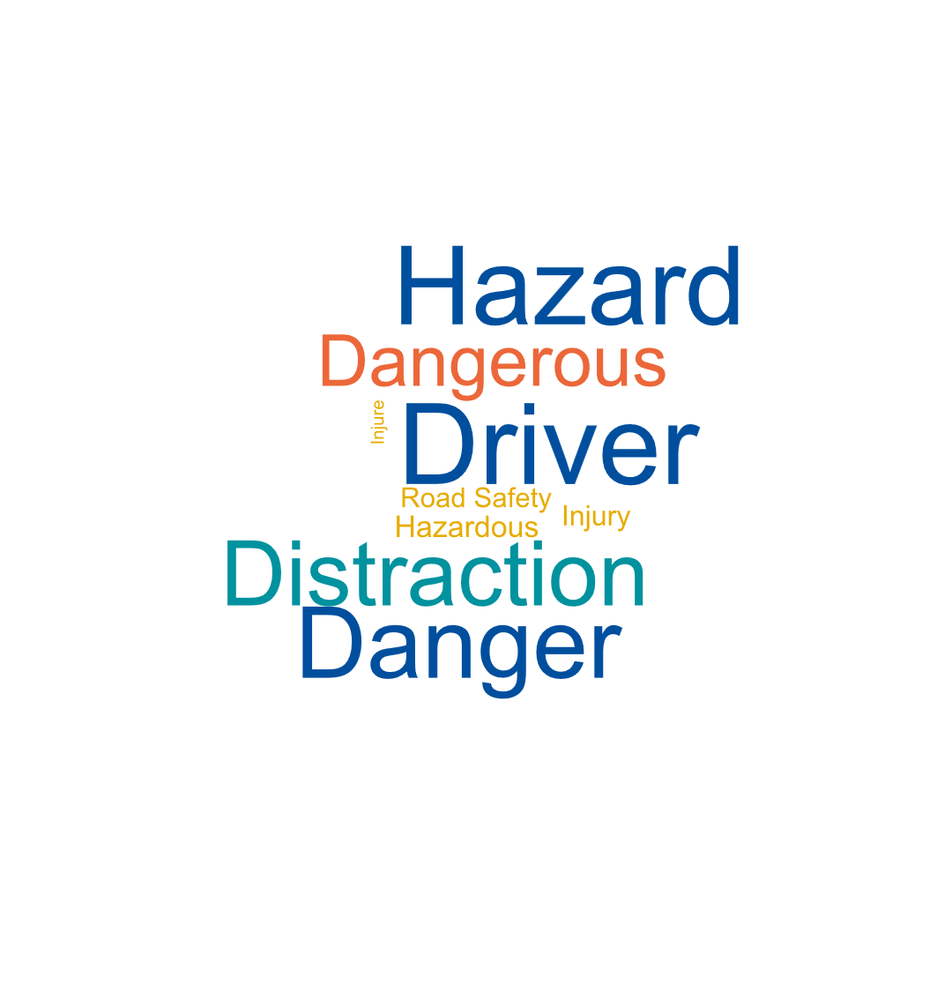 Hazard
Dangerous
Injure
Driver
Road Safety
Injury
Hazardous
Distraction
Danger